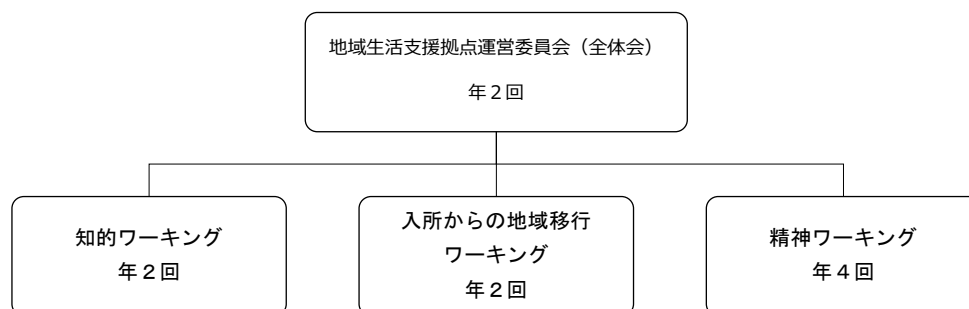 地域生活支援拠点運営委員会（全体会）
年２回
知的ワーキング
年２回
入所からの地域移行
ワーキング
年２回
精神ワーキング
年４回